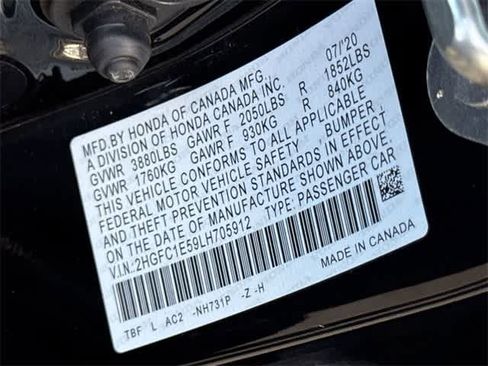 MFD.BY HONDA OF CANADA MFG. 07/'20
A DIVISION OF HONDA CANADA INC.
GVWR 3880LBS GAWR F 2050LBS R 1852LBS
GVWR 1760KG GAWR F 930KG R 840KG
THIS VEHICLE CONFORMS TO ALL APPLICABLE
FEDERAL MOTOR VEHICLE SAFETY , BUMPER,
AND THEFT PREVENTION STANDARDS IN EFFECT
ON THE DATE OF MANUFACTURE SHOWN ABOVE.
V.I.N.:2HGFC1E59LH705912 TYPE: PASSENGER CAR
MADE IN CANADA
TBF L AC2 -NH731P -Z -H